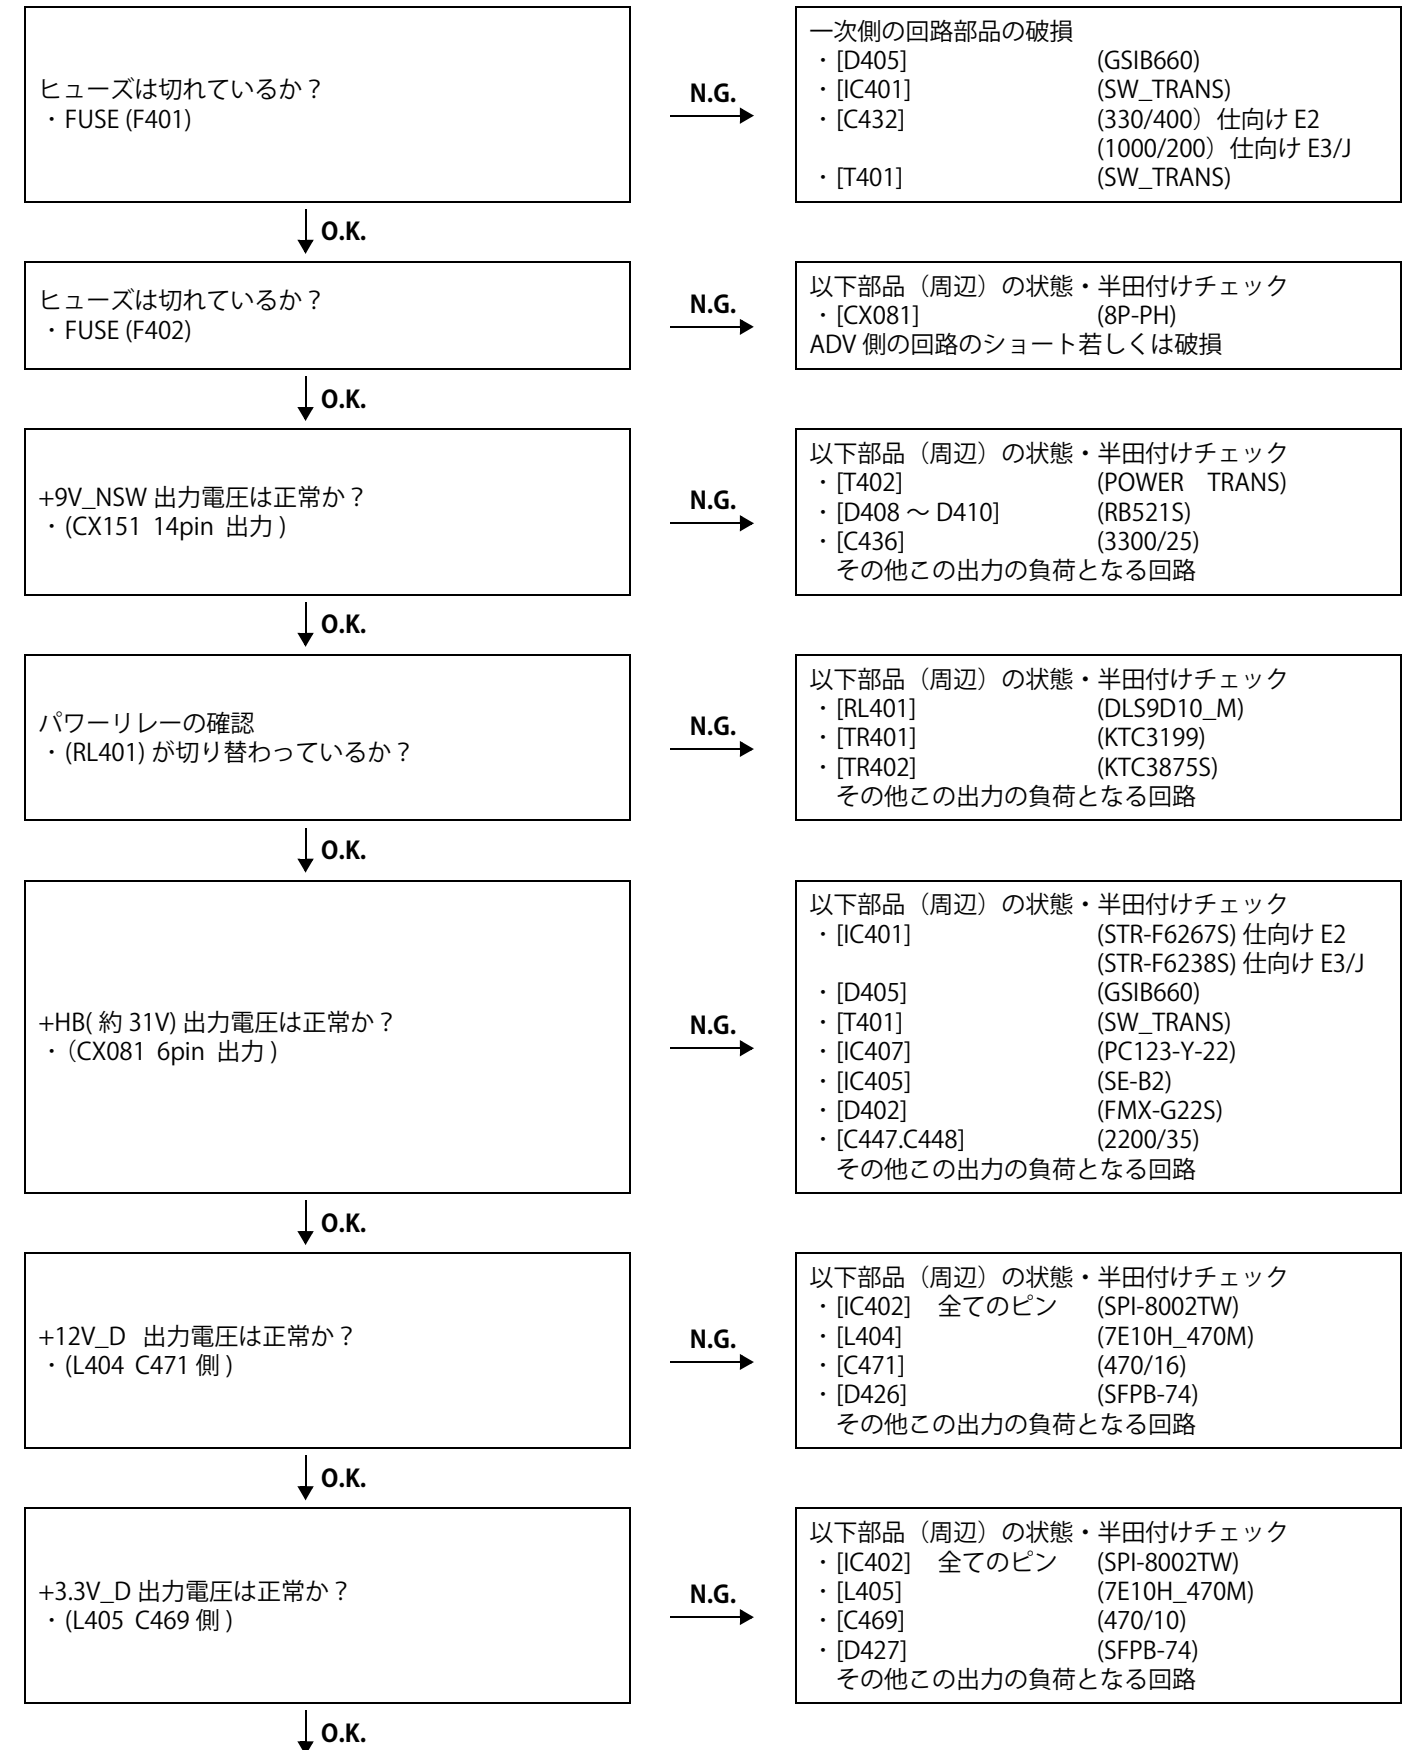 ヒューズは切れているか？
・FUSE (F401)
N.G.
一次側の回路部品の破損
・[D405] (GSIB660)
・[IC401] (SW_TRANS)
・[C432] (330/400）仕向け E2
(1000/200）仕向け E3/J
・[T401] (SW_TRANS)
O.K.
ヒューズは切れているか？
・FUSE (F402)
N.G.
以下部品（周辺）の状態・半田付けチェック
・[CX081] (8P-PH)
ADV 側の回路のショート若しくは破損
O.K.
+9V_NSW 出力電圧は正常か？
・(CX151 14pin 出力 )
N.G.
以下部品（周辺）の状態・半田付けチェック
・[T402] (POWER　TRANS)
・[D408 ～ D410] (RB521S)
・[C436] (3300/25)
その他この出力の負荷となる回路
O.K.
パワーリレーの確認
・(RL401) が切り替わっているか？
N.G.
以下部品（周辺）の状態・半田付けチェック
・[RL401] (DLS9D10_M)
・[TR401] (KTC3199)
・[TR402] (KTC3875S)
その他この出力の負荷となる回路
O.K.
+HB( 約 31V) 出力電圧は正常か？
・（CX081 6pin 出力 )
N.G.
以下部品（周辺）の状態・半田付けチェック
・[IC401] (STR-F6267S) 仕向け E2
(STR-F6238S) 仕向け E3/J
・[D405] (GSIB660)
・[T401] (SW_TRANS)
・[IC407] (PC123-Y-22)
・[IC405] (SE-B2)
・[D402] (FMX-G22S)
・[C447.C448] (2200/35)
その他この出力の負荷となる回路
O.K.
+12V_D 出力電圧は正常か？
・(L404 C471 側 )
N.G.
以下部品（周辺）の状態・半田付けチェック
・[IC402]　全てのピン (SPI-8002TW)
・[L404] (7E10H_470M)
・[C471] (470/16)
・[D426] (SFPB-74)
その他この出力の負荷となる回路
O.K.
+3.3V_D 出力電圧は正常か？
・(L405 C469 側 )
N.G.
以下部品（周辺）の状態・半田付けチェック
・[IC402]　全てのピン (SPI-8002TW)
・[L405] (7E10H_470M)
・[C469] (470/10)
・[D427] (SFPB-74)
その他この出力の負荷となる回路
O.K.